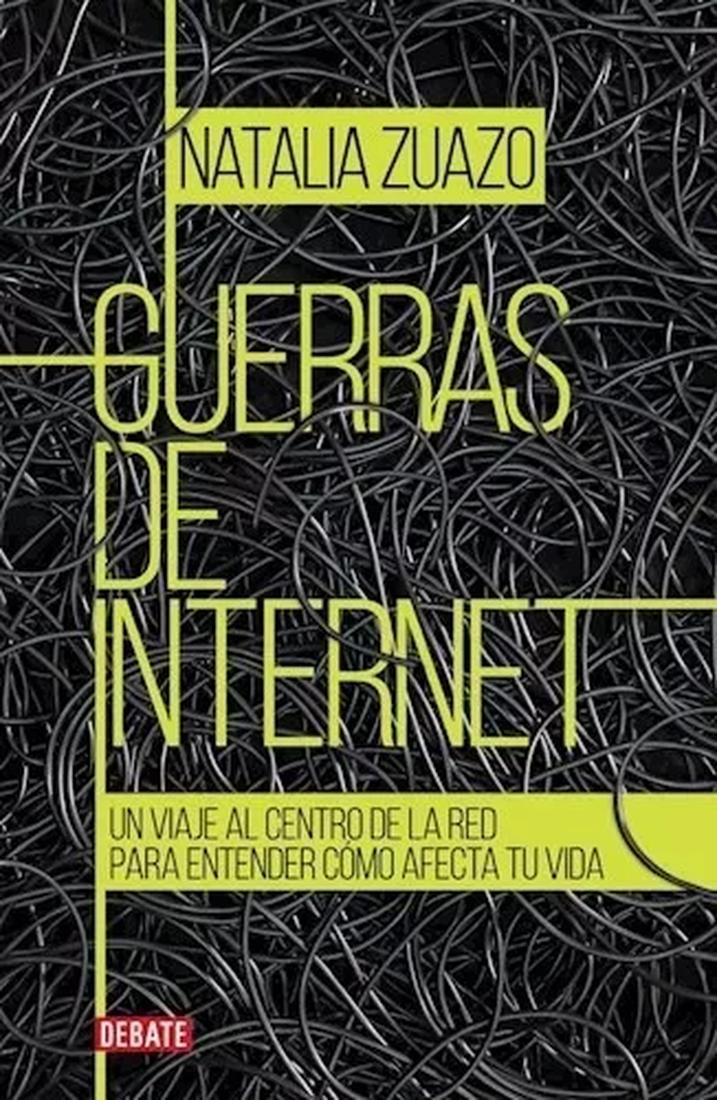 NATALIA ZUAZO
GUERRAS
DE
INTERNET
UN VIAJE AL CENTRO DE LA RED
PARA ENTENDER CÓMO AFECTA TU VIDA
DEBATE